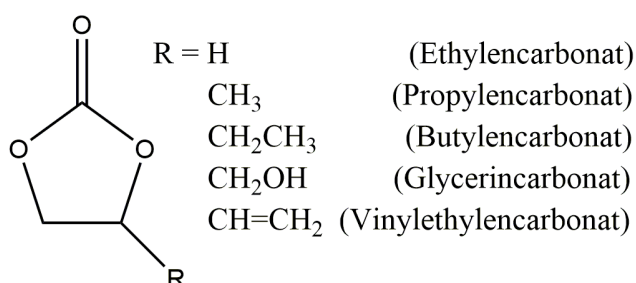 O
R = H (Ethylencarbonat)
CH₃ (Propylencarbonat)
O O CH₂CH₃ (Butylencarbonat)
CH₂OH (Glycerincarbonat)
CH=CH₂ (Vinylethylencarbonat)
R